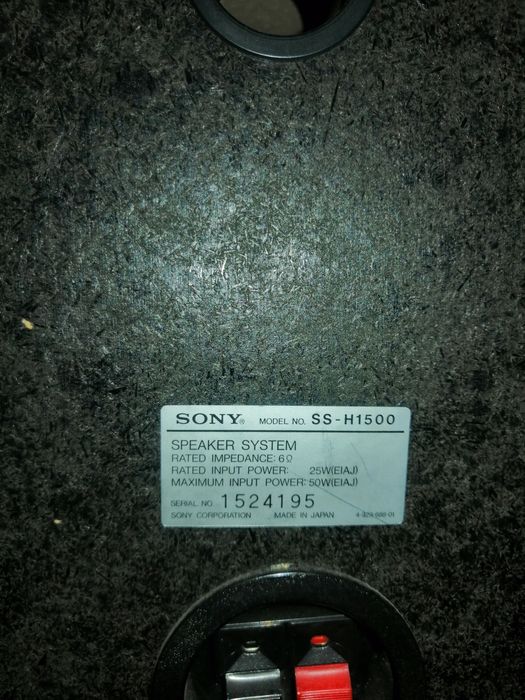 SONY® MODEL NO. SS-H1500
SPEAKER SYSTEM
RATED IMPEDANCE: 6Ω
RATED INPUT POWER: 25W(EIAJ)
MAXIMUM INPUT POWER: 50W(EIAJ)
SERIAL NO. 1524195
SONY CORPORATION MADE IN JAPAN